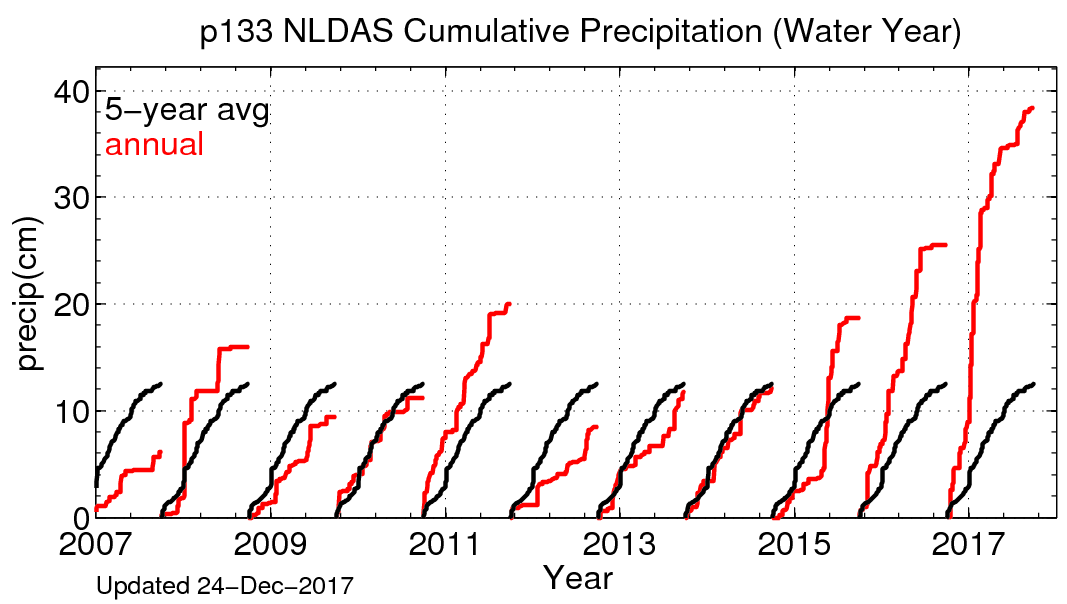 p133 NLDAS Cumulative Precipitation (Water Year)
5−year avg
annual
precip(cm)
40
30
20
10
0
2007 2009 2011 2013 2015 2017
Year
Updated 24−Dec−2017